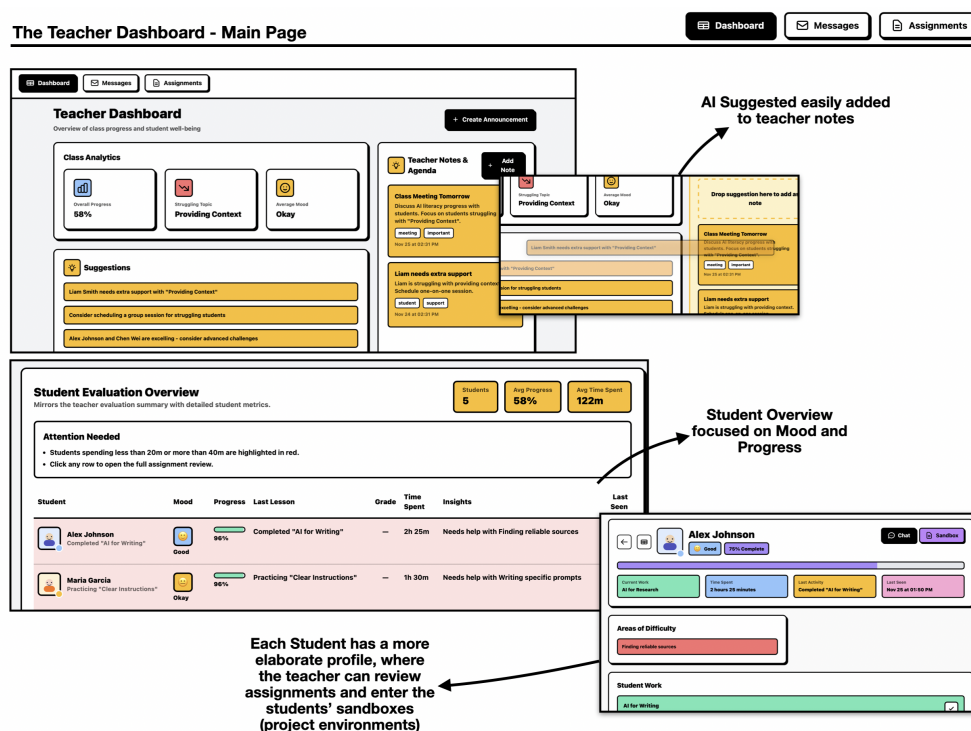 The Teacher Dashboard - Main Page
Dashboard
Messages
Assignments
Dashboard
Messages
Assignments
Teacher Dashboard
Overview of class progress and student well-being
+ Create Announcement
Class Analytics
Overall Progress
58%
Struggling Topic
Providing Context
Average Mood
Okay
Suggestions
Liam Smith needs extra support with "Providing Context"
Consider scheduling a group session for struggling students
Alex Johnson and Chen Wei are excelling - consider advanced challenges
Teacher Notes &
Agenda
+ Add
Note
Class Meeting Tomorrow
Discuss AI literacy progress with
students. Focus on students struggling
with "Providing Context".
meeting
important
Nov 25 at 02:31 PM
Liam needs extra support
Liam is struggling with providing context
Schedule one-on-one session.
student
support
Nov 24 at 02:31 PM
AI Suggested easily added
to teacher notes
Struggling Topic
Providing Context
Average Mood
Okay
Drop suggestion here to add as
note
Liam Smith needs extra support with "Providing Context"
with "Providing Context"
sion for struggling students
excelling - consider advanced challenges
Class Meeting Tomorrow
Discuss AI literacy progress with
students. Focus on students struggling
with "Providing Context".
meeting
important
Nov 25 at 02:31 PM
Liam needs extra support
Liam is struggling with providing context.
Student Evaluation Overview
Mirrors the teacher evaluation summary with detailed student metrics.
Students
5
Avg Progress
58%
Avg Time Spent
122m
Attention Needed
• Students spending less than 20m or more than 40m are highlighted in red.
• Click any row to open the full assignment review.
Student
Mood
Progress
Last Lesson
Grade
Time
Spent
Insights
Last
Seen
Alex Johnson
Completed "AI for Writing"
Good
96%
Completed "AI for Writing"
—
2h 25m
Needs help with Finding reliable sources
Maria Garcia
Practicing "Clear Instructions"
Okay
96%
Practicing "Clear Instructions"
—
1h 30m
Needs help with Writing specific prompts
Student Overview
focused on Mood and
Progress
Alex Johnson
Good
75% Complete
Chat
Sandbox
Current Work
AI for Research
Time Spent
2 hours 25 minutes
Last Activity
Completed "AI for Writing"
Last Seen
Nov 25 at 01:50 PM
Areas of Difficulty
Finding reliable sources
Student Work
AI for Writing
Each Student has a more
elaborate profile, where
the teacher can review
assignments and enter the
students' sandboxes
(project environments)